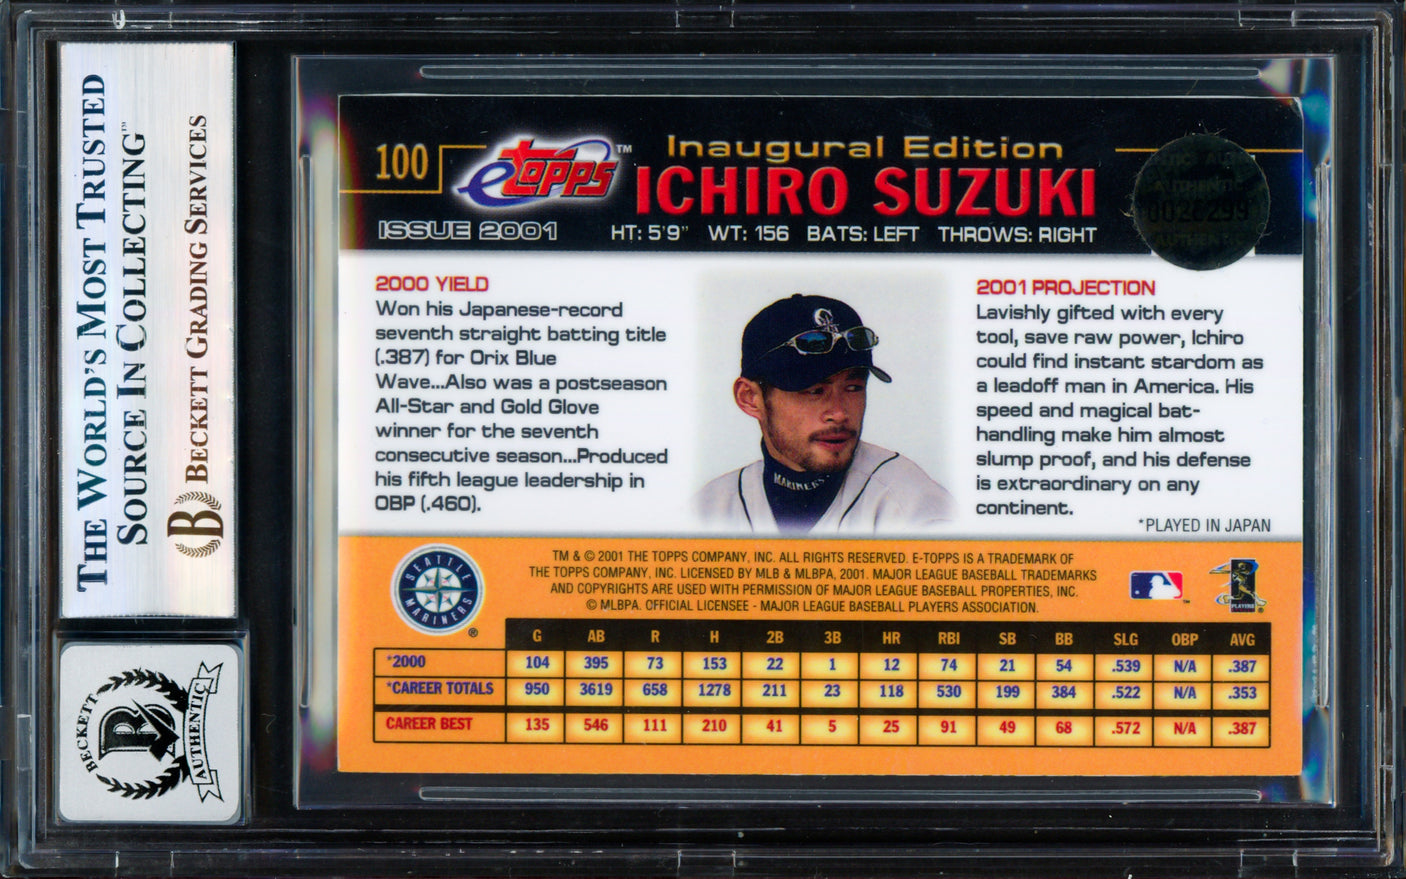 THE WORLD'S MOST TRUSTED
SOURCE IN COLLECTING™
BECKETT GRADING SERVICES
B
BECKETT
B
AUTHENTIC
100
eTOPPS™
Inaugural Edition
ICHIRO SUZUKI
ISSUE 2001
HT: 5'9" WT: 156 BATS: LEFT THROWS: RIGHT
AUTHENTIC
0026299
AUTHENTIC
2000 YIELD
Won his Japanese-record
seventh straight batting title
(.387) for Orix Blue
Wave...Also was a postseason
All-Star and Gold Glove
winner for the seventh
consecutive season...Produced
his fifth league leadership in
OBP (.460).
S
MARINERS
2001 PROJECTION
Lavishly gifted with every
tool, save raw power, Ichiro
could find instant stardom as
a leadoff man in America. His
speed and magical bat-
handling make him almost
slump proof, and his defense
is extraordinary on any
continent.
*PLAYED IN JAPAN
SEATTLE
MARINERS
®
TM & © 2001 THE TOPPS COMPANY, INC. ALL RIGHTS RESERVED. E-TOPPS IS A TRADEMARK OF
THE TOPPS COMPANY, INC. LICENSED BY MLB & MLBPA, 2001. MAJOR LEAGUE BASEBALL TRADEMARKS
AND COPYRIGHTS ARE USED WITH PERMISSION OF MAJOR LEAGUE BASEBALL PROPERTIES, INC.
© MLBPA. OFFICIAL LICENSEE - MAJOR LEAGUE BASEBALL PLAYERS ASSOCIATION.
PLAYERS
G AB R H 2B 3B HR RBI SB BB SLG OBP AVG
*2000 104 395 73 153 22 1 12 74 21 54 .539 N/A .387
*CAREER TOTALS 950 3619 658 1278 211 23 118 530 199 384 .522 N/A .353
CAREER BEST 135 546 111 210 41 5 25 91 49 68 .572 N/A .387